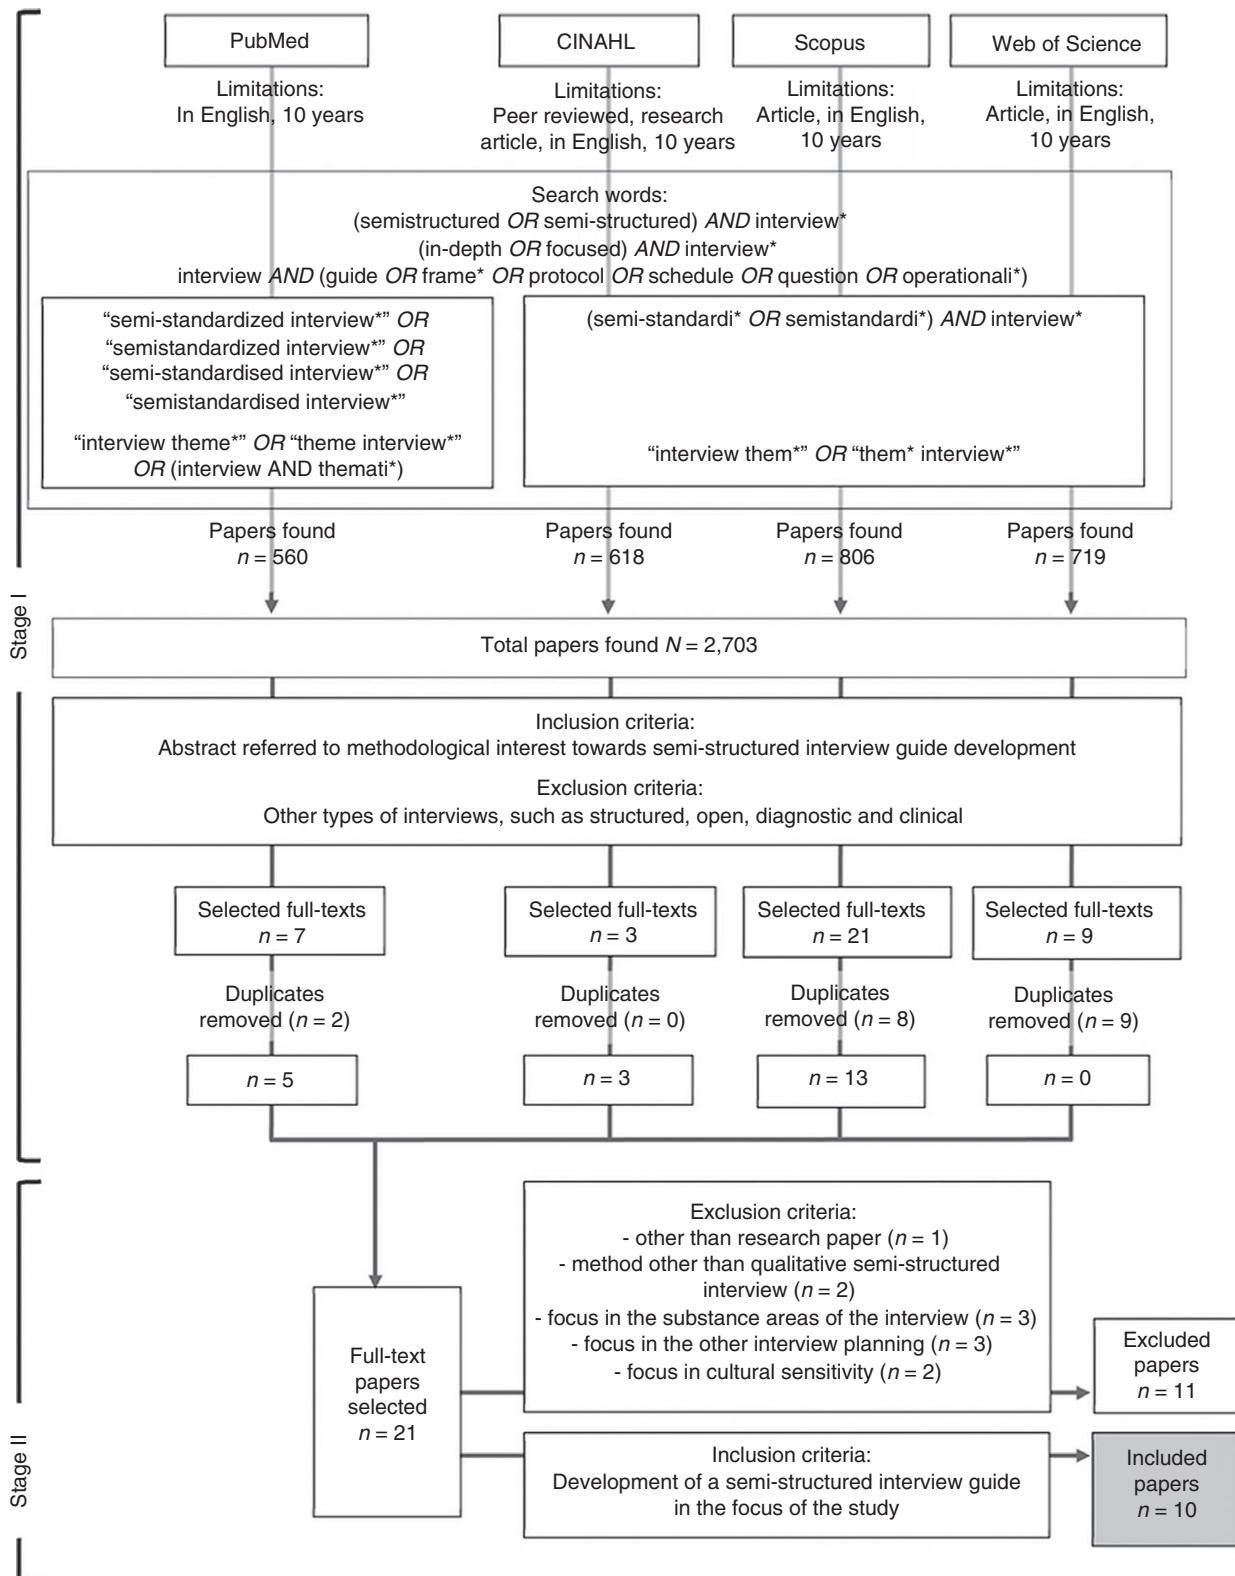 PubMed
CINAHL
Scopus
Web of Science
Limitations:
In English, 10 years
Limitations:
Peer reviewed, research
article, in English, 10 years
Limitations:
Article, in English,
10 years
Limitations:
Article, in English,
10 years
Search words:
(semistructured OR semi-structured) AND interview*
(in-depth OR focused) AND interview*
interview AND (guide OR frame* OR protocol OR schedule OR question OR operationali*)
“semi-standardized interview*” OR
“semistandardized interview*” OR
“semi-standardised interview*” OR
“semistandardised interview*”
“interview theme*” OR “theme interview*”
OR (interview AND themati*)
(semi-standardi* OR semistandardi*) AND interview*
“interview them*” OR “them* interview*”
Papers found
n = 560
Papers found
n = 618
Papers found
n = 806
Papers found
n = 719
Stage I
Total papers found N = 2,703
Inclusion criteria:
Abstract referred to methodological interest towards semi-structured interview guide development
Exclusion criteria:
Other types of interviews, such as structured, open, diagnostic and clinical
Selected full-texts
n = 7
Selected full-texts
n = 3
Selected full-texts
n = 21
Selected full-texts
n = 9
Duplicates
removed (n = 2)
Duplicates
removed (n = 0)
Duplicates
removed (n = 8)
Duplicates
removed (n = 9)
n = 5
n = 3
n = 13
n = 0
Stage II
Full-text
papers
selected
n = 21
Exclusion criteria:
- other than research paper (n = 1)
- method other than qualitative semi-structured
interview (n = 2)
- focus in the substance areas of the interview (n = 3)
- focus in the other interview planning (n = 3)
- focus in cultural sensitivity (n = 2)
Excluded
papers
n = 11
Inclusion criteria:
Development of a semi-structured interview guide
in the focus of the study
Included
papers
n = 10